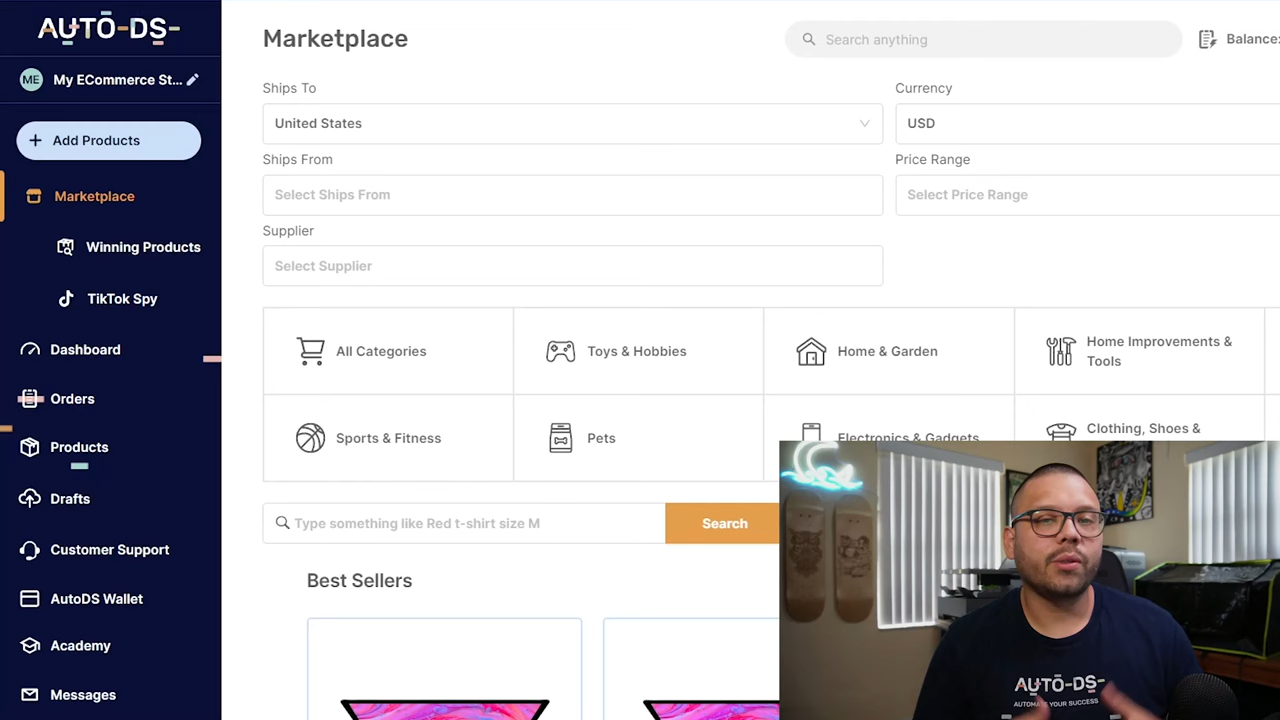 AUTO-DS-
ME My ECommerce St...
+ Add Products
Marketplace
Winning Products
TikTok Spy
Dashboard
Orders
Products
Drafts
Customer Support
AutoDS Wallet
Academy
Messages
Marketplace
Search anything
Balance:
Ships To
Currency
United States
USD
Ships From
Price Range
Select Ships From
Select Price Range
Supplier
Select Supplier
All Categories
Toys & Hobbies
Home & Garden
Home Improvements &
Tools
Sports & Fitness
Pets
Electronics & Gadgets
Clothing, Shoes &
Type something like Red t-shirt size M
Search
Best Sellers
AUTO-DS-
AUTOMATE YOUR SUCCESS